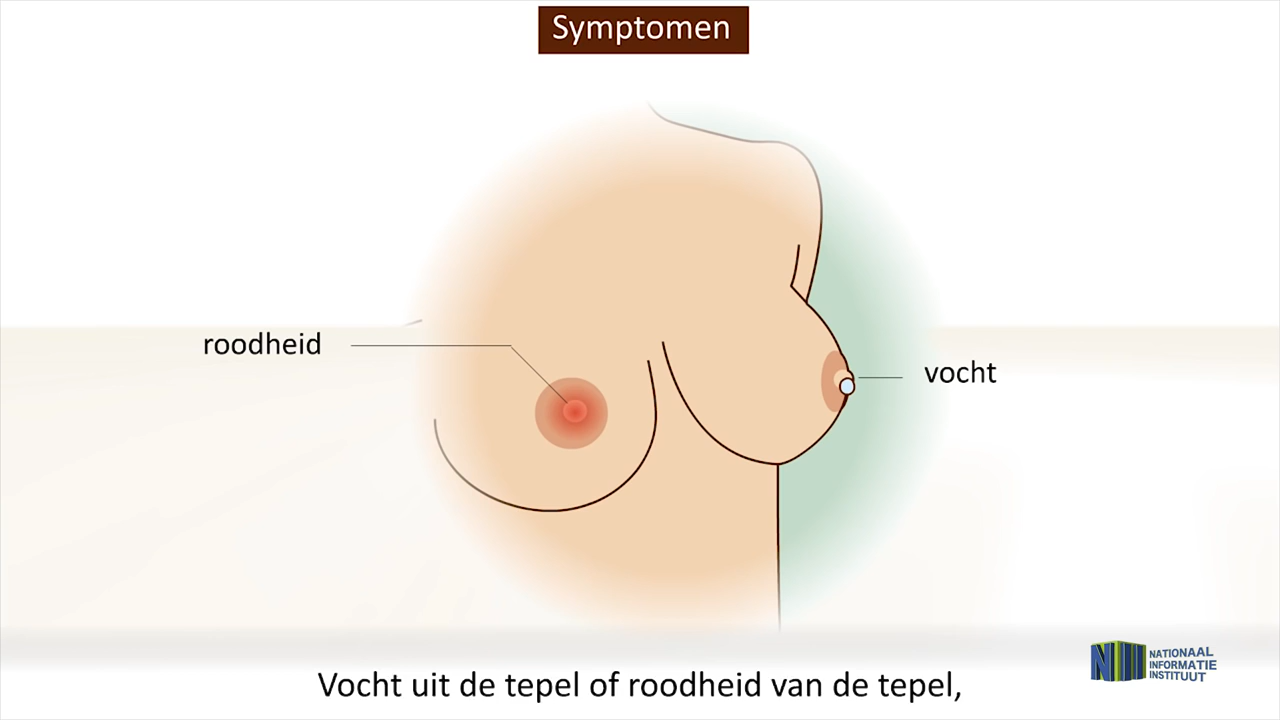 Symptomen
roodheid
vocht
Vocht uit de tepel of roodheid van de tepel,
NATIONAAL
INFORMATIE
INSTITUUT